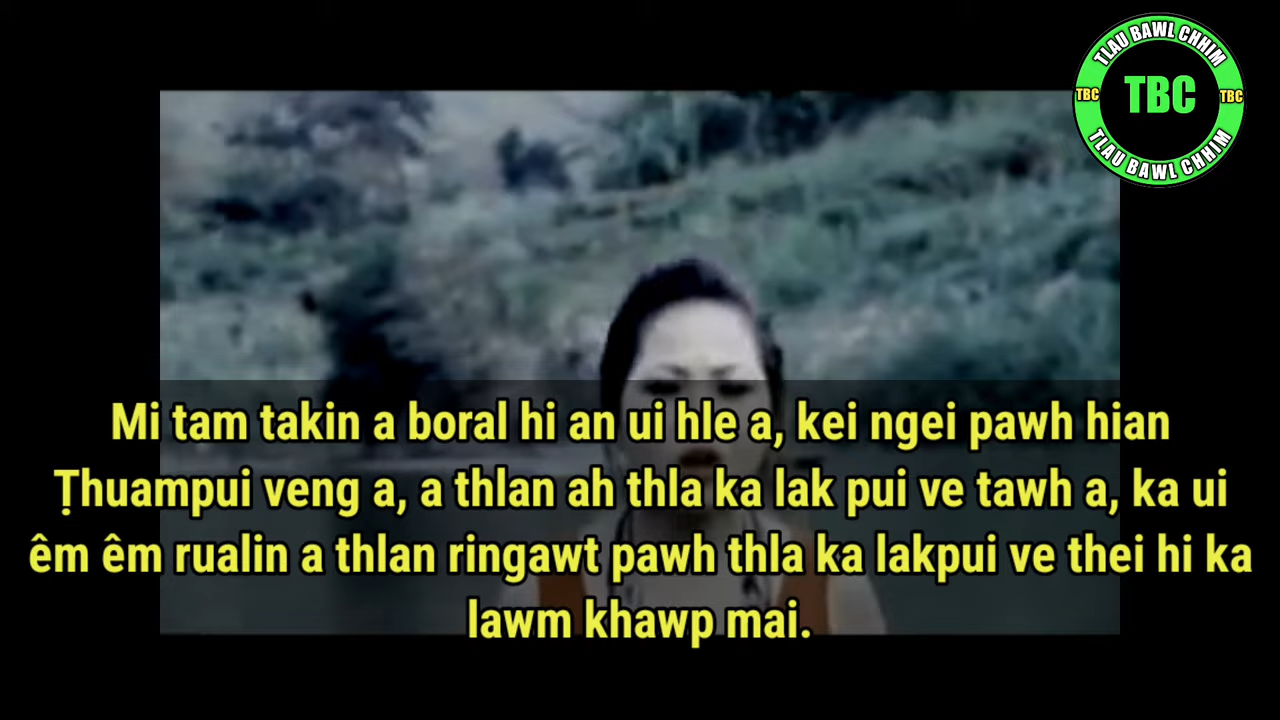 TLAU BAWL CHHIM
TBC TBC TBC
TLAU BAWL CHHIM
Mi tam takin a boral hi an ui hle a, kei ngei pawh hian
Ṭhuampui veng a, a thlan ah thla ka lak pui ve tawh a, ka ui
êm êm rualin a thlan ringawt pawh thla ka lakpui ve thei hi ka
lawm khawp mai.